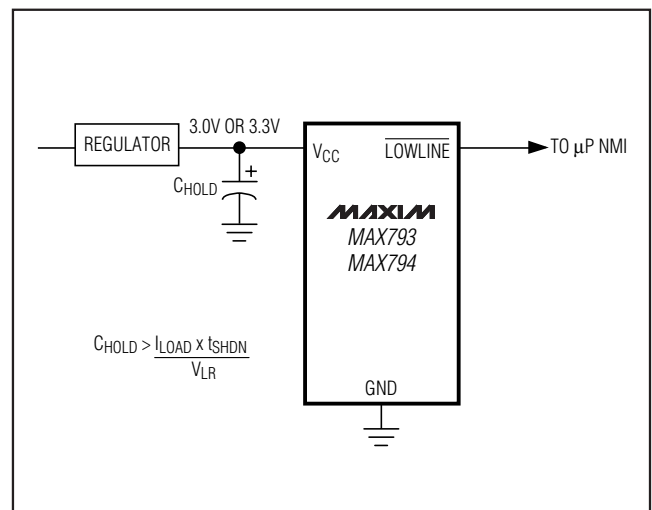 REGULATOR
3.0V OR 3.3V
+
CHOLD
VCC
LOWLINE
TO µP NMI
MAXIM
MAX793
MAX794
CHOLD > ILOAD x tSHDN
VLR
GND